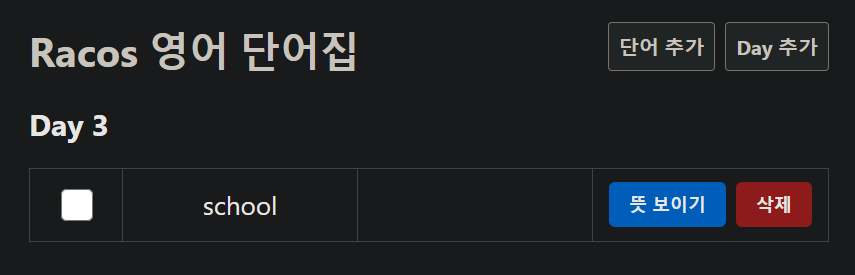 Racos 영어 단어집
단어 추가
Day 추가
Day 3
school
뜻 보이기
삭제